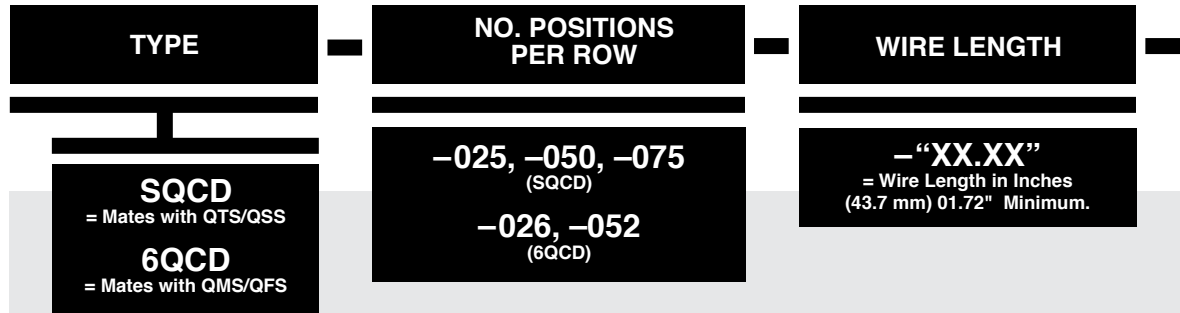 TYPE
NO. POSITIONS
PER ROW
WIRE LENGTH
SQCD
= Mates with QTS/QSS
6QCD
= Mates with QMS/QFS
–025, –050, –075
(SQCD)
–026, –052
(6QCD)
–“XX.XX”
= Wire Length in Inches
(43.7 mm) 01.72" Minimum.